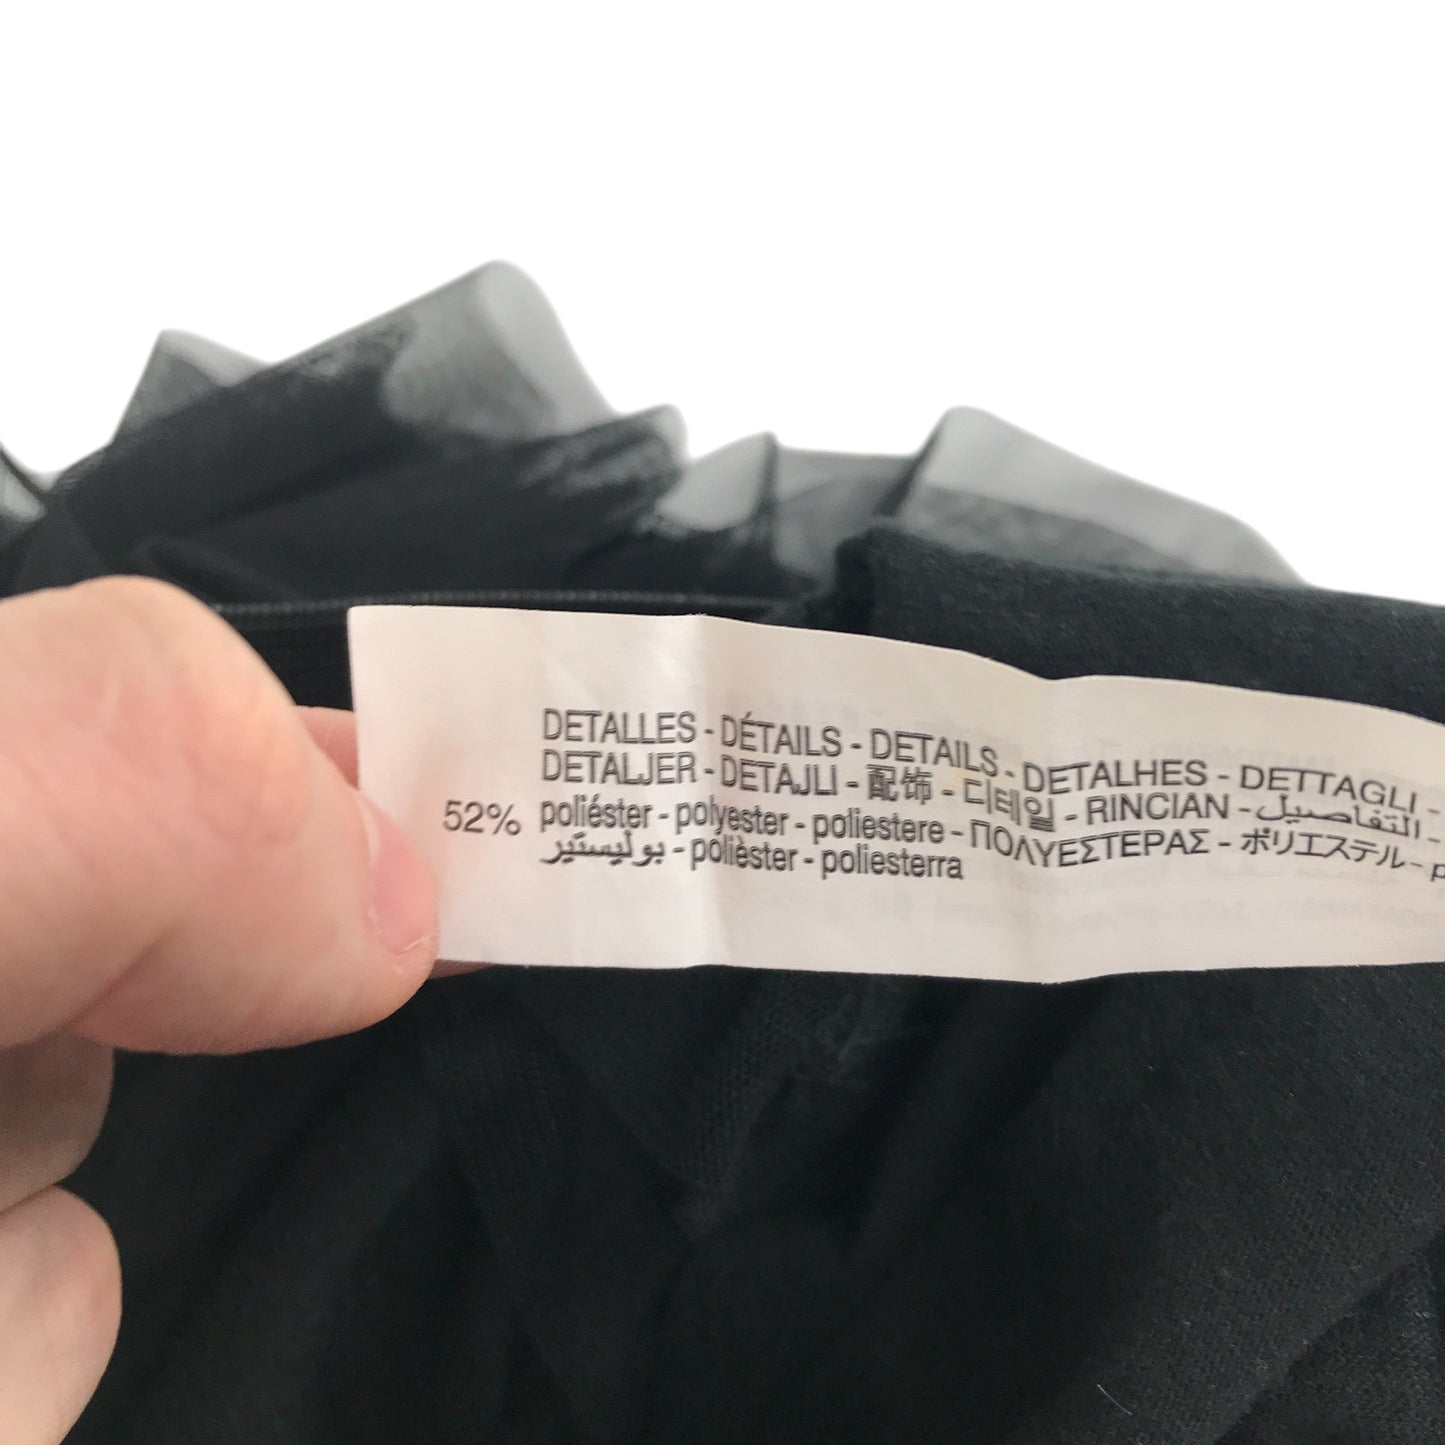 DETALLES - DÉTAILS - DETAILS - DETALHES - DETTAGLI -
DETALJER - DETAJLI - 配饰 - 디테일 - RINCIAN - التفاصيل -
52% poliéster - polyester - poliestere - ΠΟΛΥΕΣΤΕΡΑΣ - ポリエステル - p
بوليستير - polièster - poliesterra